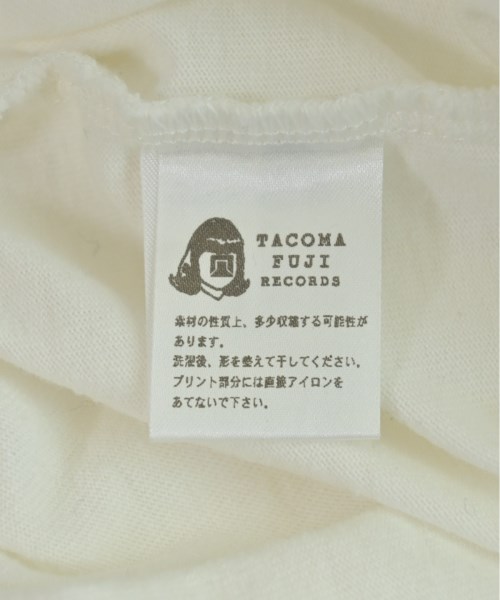 TACOMA
FUJI
RECORDS
素材の性質上、多少収縮する可能性が
あります。
洗濯後、形を整えて干してください。
プリント部分には直接アイロンを
あてないで下さい。